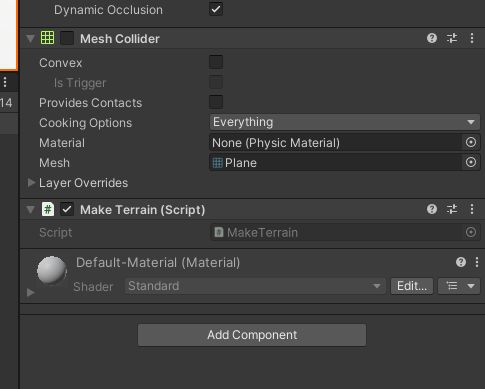 Dynamic Occlusion
Mesh Collider
Convex
Is Trigger
14
Provides Contacts
Cooking Options Everything
Material None (Physic Material)
Mesh Plane
Layer Overrides
# Make Terrain (Script)
Script # MakeTerrain
Default-Material (Material)
Shader Standard Edit...
Add Component